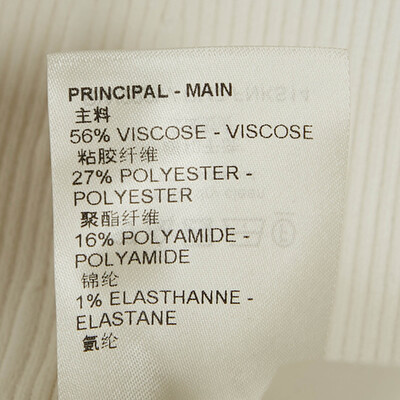 PRINCIPAL - MAIN
主料
56% VISCOSE - VISCOSE
粘胶纤维
27% POLYESTER -
POLYESTER
聚酯纤维
16% POLYAMIDE -
POLYAMIDE
锦纶
1% ELASTHANNE -
ELASTANE
氨纶